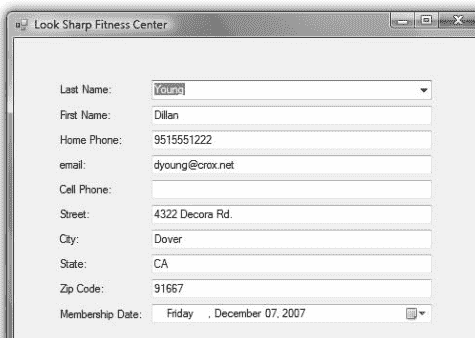 Look Sharp Fitness Center
Last Name: Young
First Name: Dillan
Home Phone: 9515551222
email: dyoung@crox.net
Cell Phone:
Street: 4322 Decora Rd.
City: Dover
State: CA
Zip Code: 91667
Membership Date: Friday , December 07, 2007